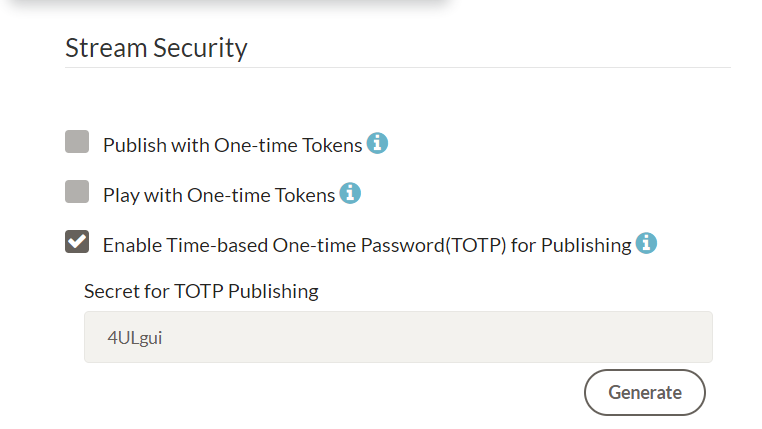 Stream Security
Publish with One-time Tokens
Play with One-time Tokens
Enable Time-based One-time Password(TOTP) for Publishing
Secret for TOTP Publishing
4ULgui
Generate